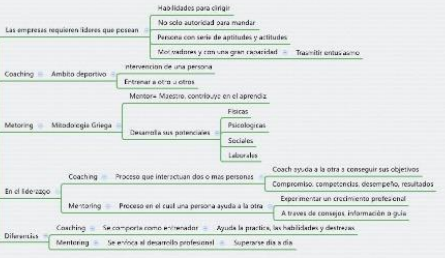 Habilidades para dirigir
Las empresas requieren líderes que posean
No solo autoridad para mandar
Persona con serie de aptitudes y actitudes
Motivadores y con una gran capacidad
Trasmitir entusiasmo
Coaching
Ambito deportivo
Intervencion de una persona
Entrenar a otro u otros
Metoring
Mitodologia Griega
Mentor= Maestro, contribuye en el aprendiz
Desarrolla sus potenciales
Fisicas
Psicologicas
Sociales
Laborales
En el liderazgo
Coaching
Proceso que interactuan dos o mas personas
Coach ayuda a la otra a conseguir sus objetivos
Compromiso, competencias, desempeño, resultados
Mentoring
Proceso en el cual una persona ayuda a la otra
Experimentar un crecimiento profesional
A traves de consejos, información o guia
Diferencias
Coaching
Se comporta como entrenador
Ayuda la practica, las habilidades y destrezas
Mentoring
Se enfoca al desarrollo profesional
Superarse dia a dia